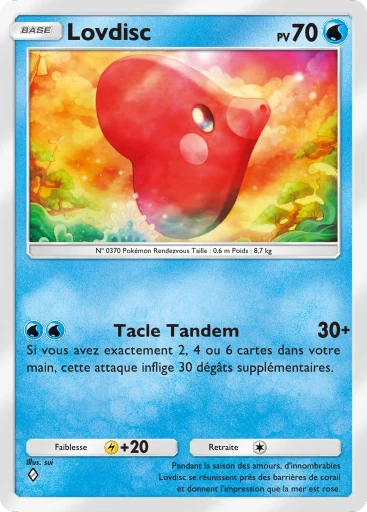 BASE Lovdisc PV 70
N° 0370 Pokémon Rendezvous Taille : 0,6 m Poids : 8,7 kg
Tacle Tandem 30+
Si vous avez exactement 2, 4 ou 6 cartes dans votre
main, cette attaque inflige 30 dégâts supplémentaires.
Faiblesse +20 Retraite
Illus. sui
Pendant la saison des amours, d'innombrables
Lovdisc se réunissent près des barrières de corail
et donnent l'impression que la mer est rose.